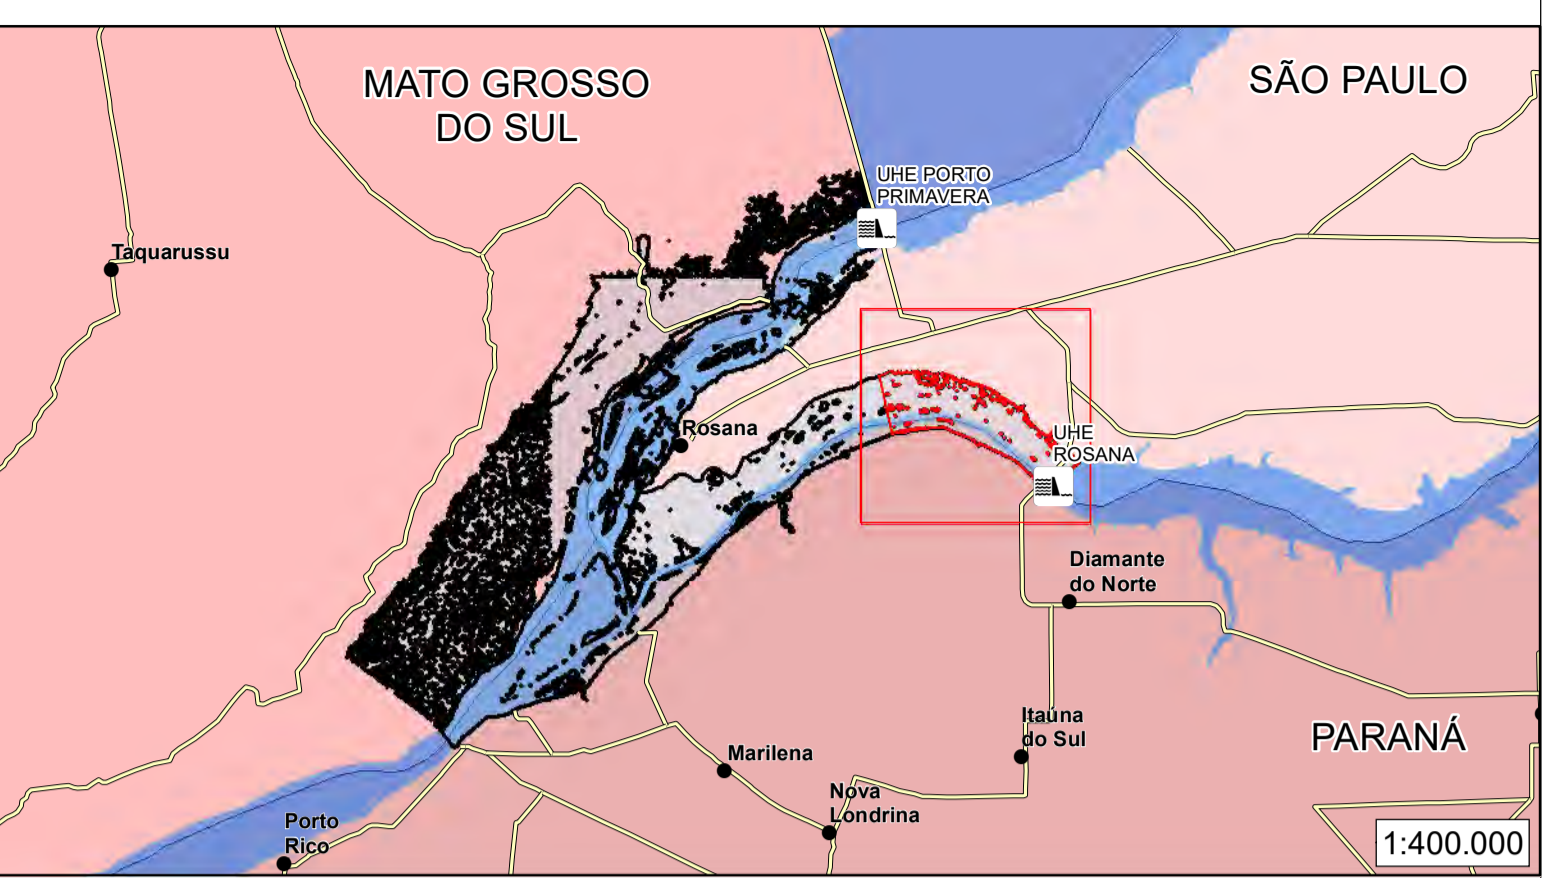 MATO GROSSO
DO SUL
SÃO PAULO
UHE PORTO
PRIMAVERA
Taquarussu
Rosana
UHE
ROSANA
Diamante
do Norte
Itaúna
do Sul
PARANÁ
Marilena
Nova
Londrina
Porto
Rico
1:400.000